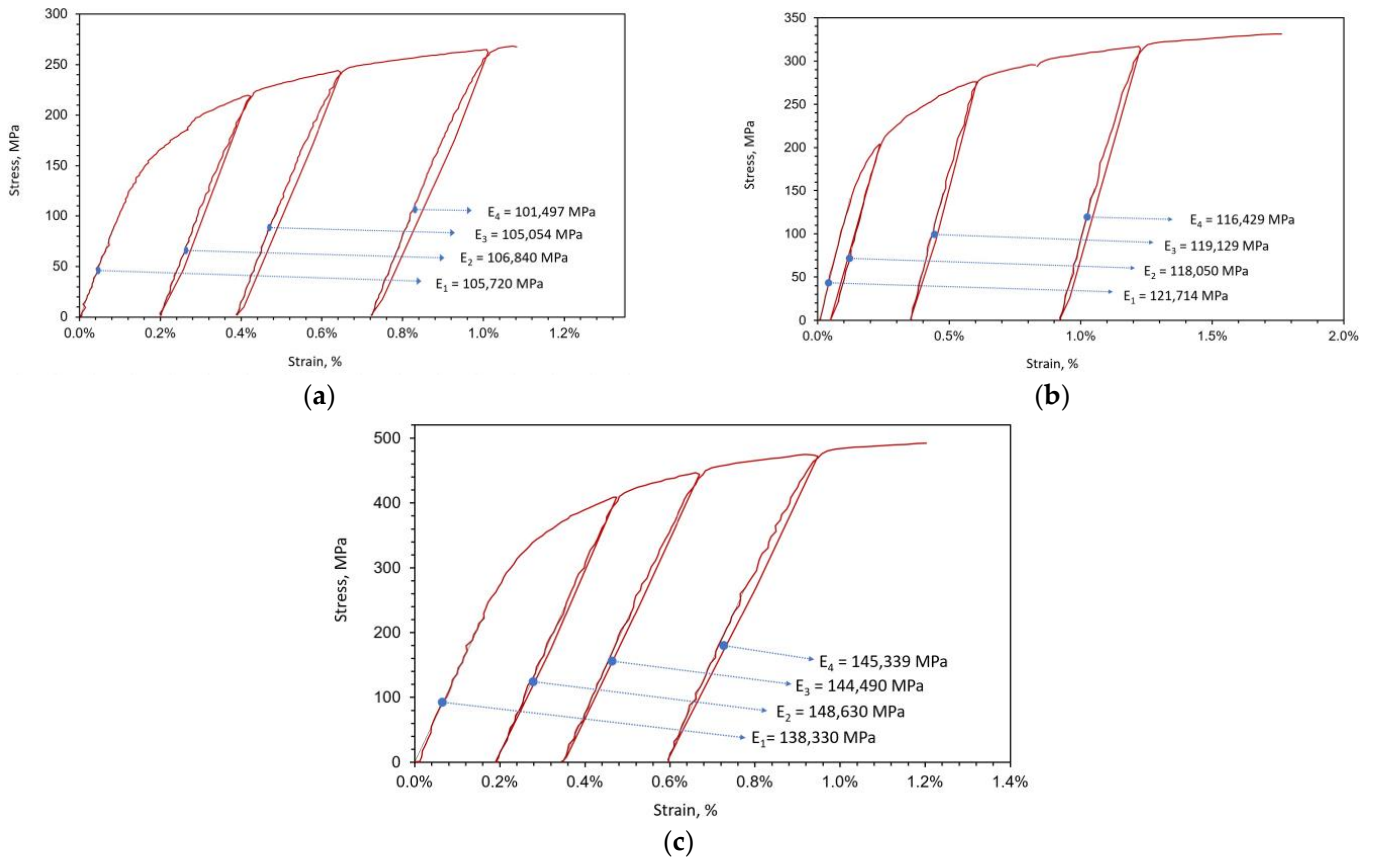 300
250
200
150
100
50
0
Stress, MPa
E₄ = 101,497 MPa
E₃ = 105,054 MPa
E₂ = 106,840 MPa
E₁ = 105,720 MPa
0.0% 0.2% 0.4% 0.6% 0.8% 1.0% 1.2%
Strain, %
(a)
350
300
250
200
150
100
50
0
Stress, MPa
E₄ = 116,429 MPa
E₃ = 119,129 MPa
E₂ = 118,050 MPa
E₁ = 121,714 MPa
0.0% 0.5% 1.0% 1.5% 2.0%
Strain, %
(b)
500
400
300
200
100
0
Stress, MPa
E₄ = 145,339 MPa
E₃ = 144,490 MPa
E₂ = 148,630 MPa
E₁= 138,330 MPa
0.0% 0.2% 0.4% 0.6% 0.8% 1.0% 1.2% 1.4%
Strain, %
(c)